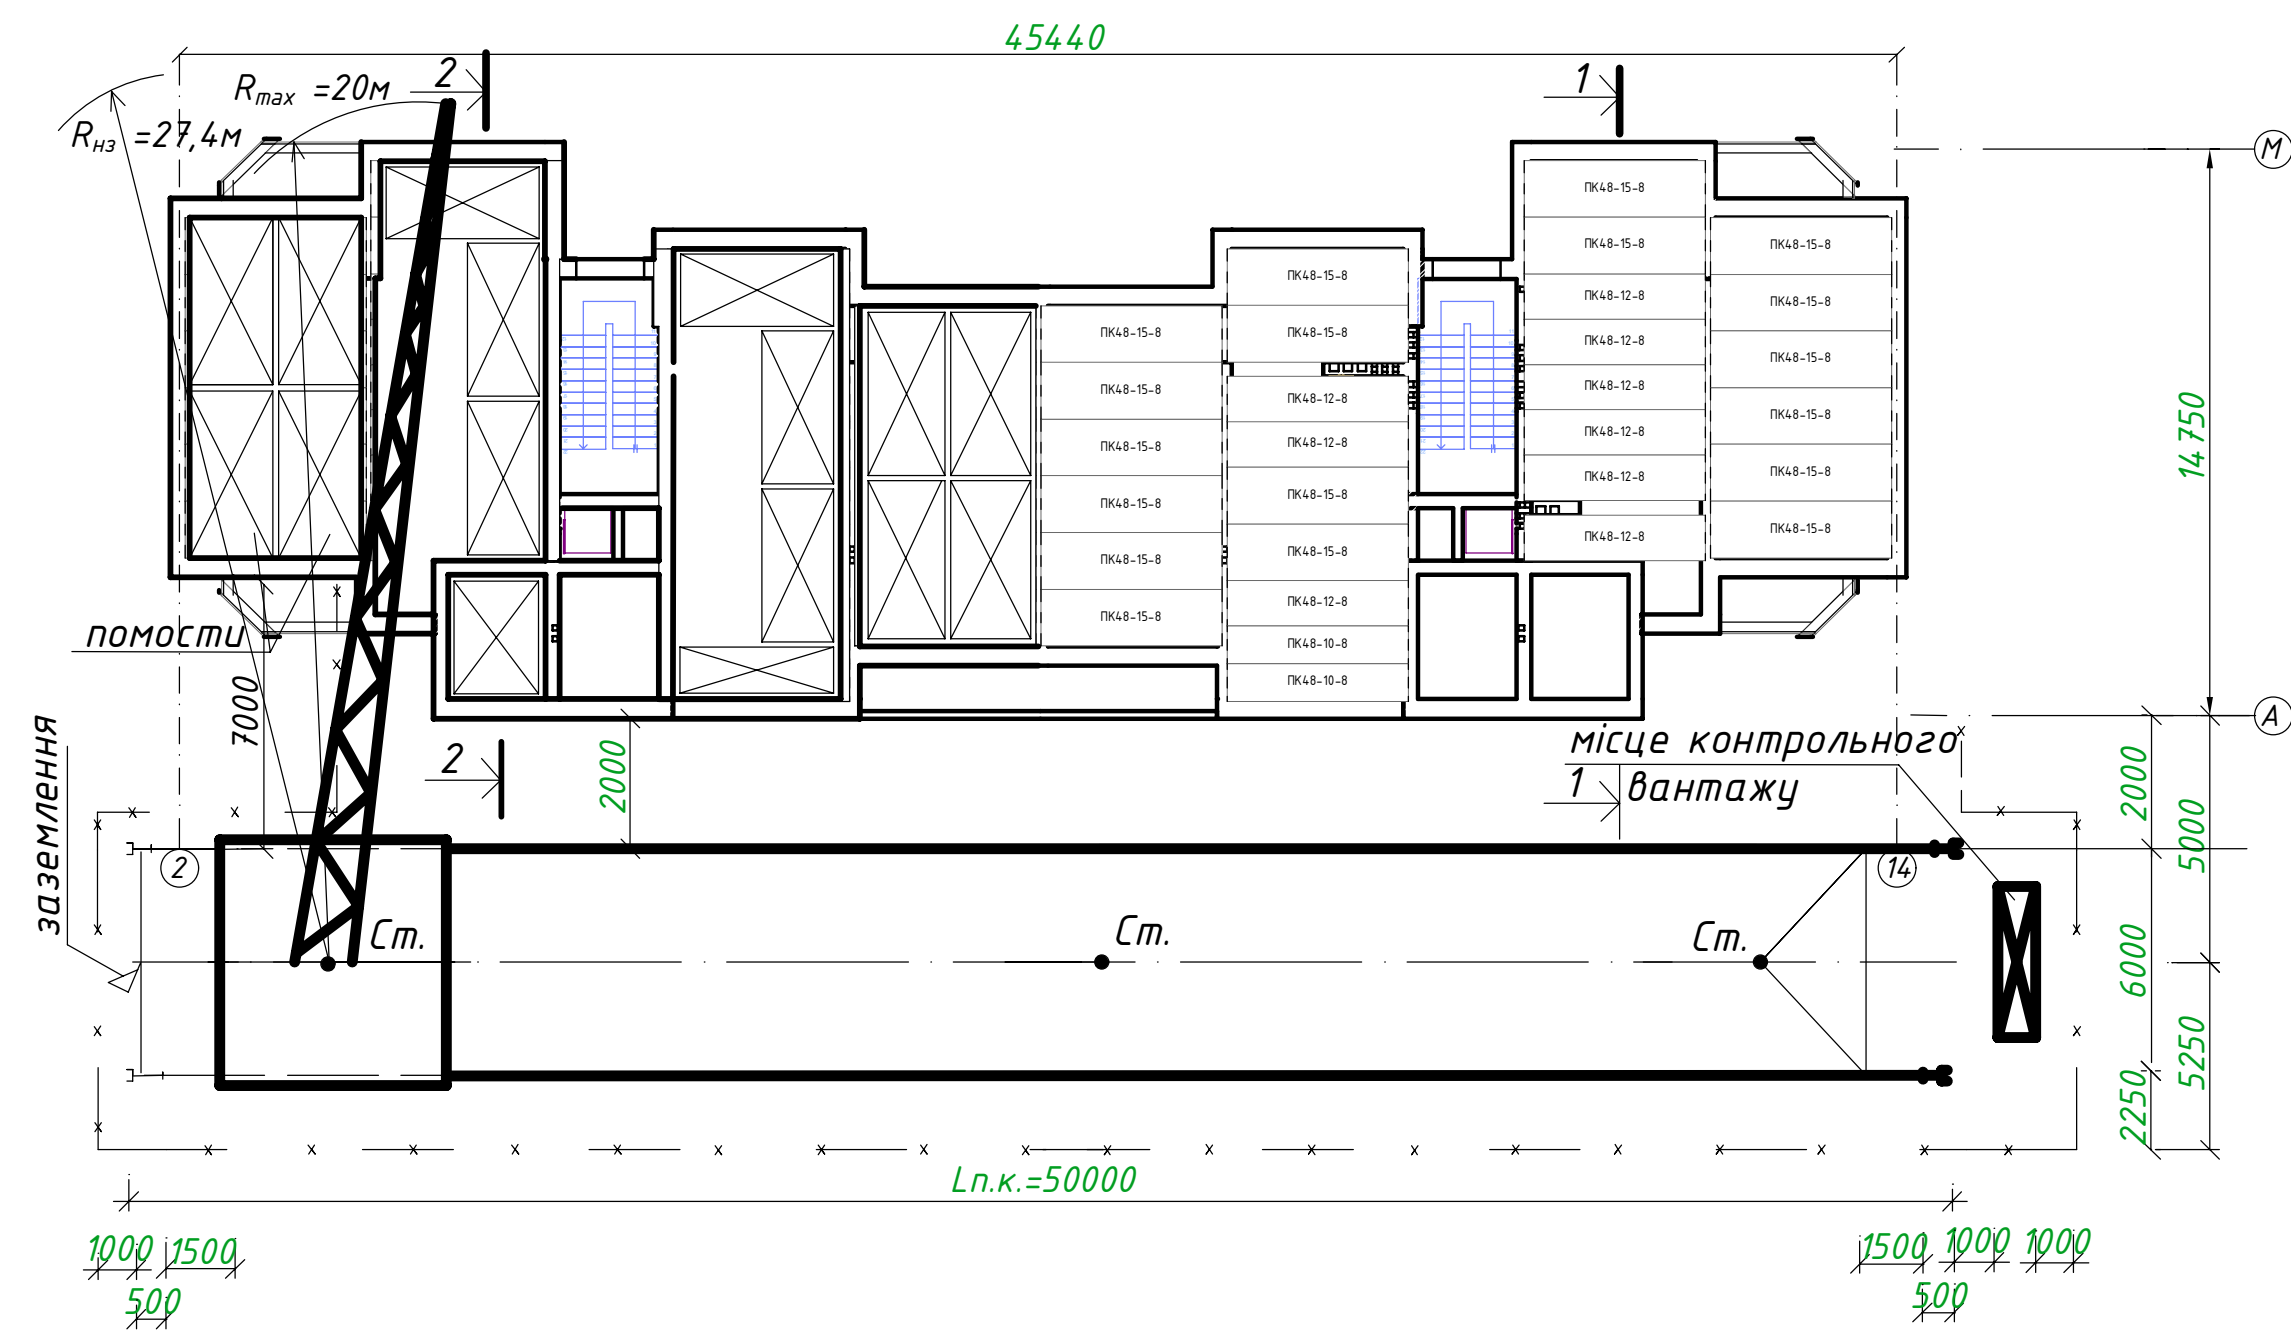 45440
2
1
Rmax =20м
Rнз =27,4м
М
ПК48-15-8
ПК48-15-8
ПК48-12-8
ПК48-12-8
ПК48-12-8
ПК48-12-8
ПК48-12-8
ПК48-12-8
ПК48-15-8
ПК48-15-8
ПК48-15-8
ПК48-15-8
ПК48-15-8
ПК48-15-8
ПК48-15-8
ПК48-15-8
ПК48-12-8
ПК48-12-8
ПК48-15-8
ПК48-15-8
ПК48-12-8
ПК48-10-8
ПК48-10-8
ПК48-15-8
ПК48-15-8
ПК48-15-8
ПК48-15-8
ПК48-15-8
ПК48-15-8
14 750
помости
7000
А
заземлення
2
2000
місце контрольного
1 вантажу
2000
5000
2
14
Ст.
Ст.
Ст.
6000
5250
2250
Lп.к.=50000
1000
1500
500
1500
1000
1000
500